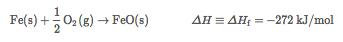 Fe(s) + 1/2 O₂(g) → FeO(s) ΔH ≡ ΔHf = −272 kJ/mol